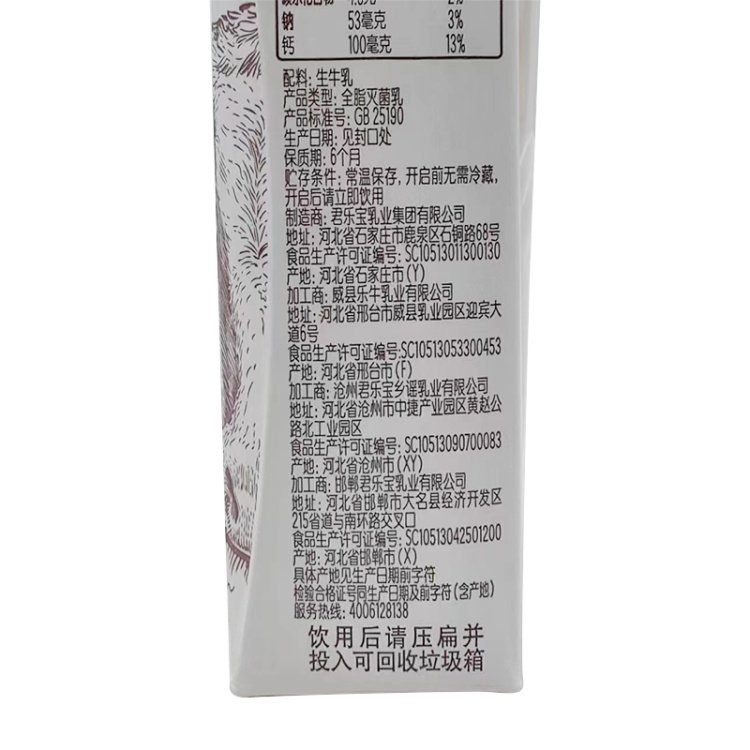 钠 53毫克 3%
钙 100毫克 13%
配料: 生牛乳
产品类型: 全脂灭菌乳
产品标准号: GB 25190
生产日期: 见封口处
保质期: 6个月
贮存条件: 常温保存, 开启前无需冷藏,
开启后请立即饮用
制造商: 君乐宝乳业集团有限公司
地址: 河北省石家庄市鹿泉区石铜路68号
食品生产许可证编号: SC10513011300130
产地: 河北省石家庄市(Y)
加工商: 威县乐牛乳业有限公司
地址: 河北省邢台市威县乳业园区迎宾大
道6号
食品生产许可证编号:SC10513053300453
产地: 河北省邢台市(F)
加工商: 沧州君乐宝乡谣乳业有限公司
地址: 河北省沧州市中捷产业园区黄赵公
路北工业园区
食品生产许可证编号: SC10513090700083
产地: 河北省沧州市(XY)
加工商: 邯郸君乐宝乳业有限公司
地址: 河北省邯郸市大名县经济开发区
215省道与南环路交叉口
食品生产许可证编号: SC10513042501200
产地: 河北省邯郸市(X)
具体产地见生产日期前字符
检验合格证号同生产日期及前字符(含产地)
服务热线: 4006128138
饮用后请压扁并
投入可回收垃圾箱